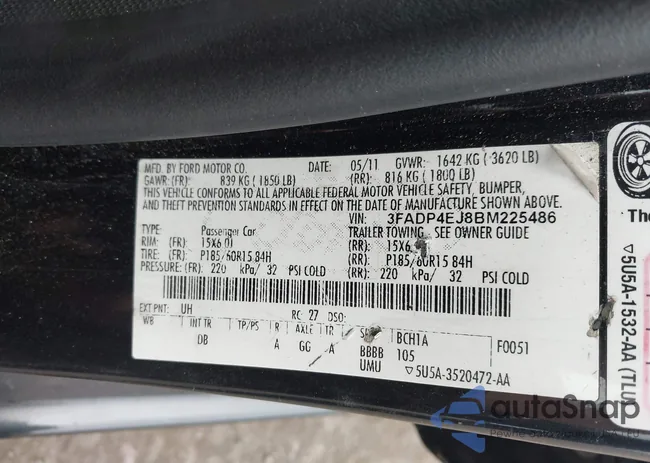 MFD. BY FORD MOTOR CO. DATE: 05/11 GVWR: 1642 KG ( 3620 LB)
GAWR: (FR) 839 KG ( 1850 LB) (RR): 816 KG ( 1800 LB)
THIS VEHICLE CONFORMS TO ALL APPLICABLE FEDERAL MOTOR VEHICLE SAFETY, BUMPER,
AND THEFT PREVENTION STANDARDS IN EFFECT ON THE DATE OF MANUFACTURE SHOWN ABOVE.
VIN: 3FADP4EJ8BM225486
TYPE: Passenger Car TRAILER TOWING, SEE OWNER GUIDE
RIM: (FR) 15X6.0J (RR): 15X6
TIRE: (FR) P185/60R15 84H (RR): P185/60R15 84H
PRESSURE: (FR) 220 kPa/ 32 PSI COLD (RR): 220 kPa/ 32 PSI COLD
EXT PNT: UH RC: 27 DSO:
WB INT TR TP/PS R AXLE TR BCH1A F0051
DB A GG A BBBB 105
UMU ▽5U5A-3520472-AA
▽5U5A-1532-AA (TLU
autoSnap